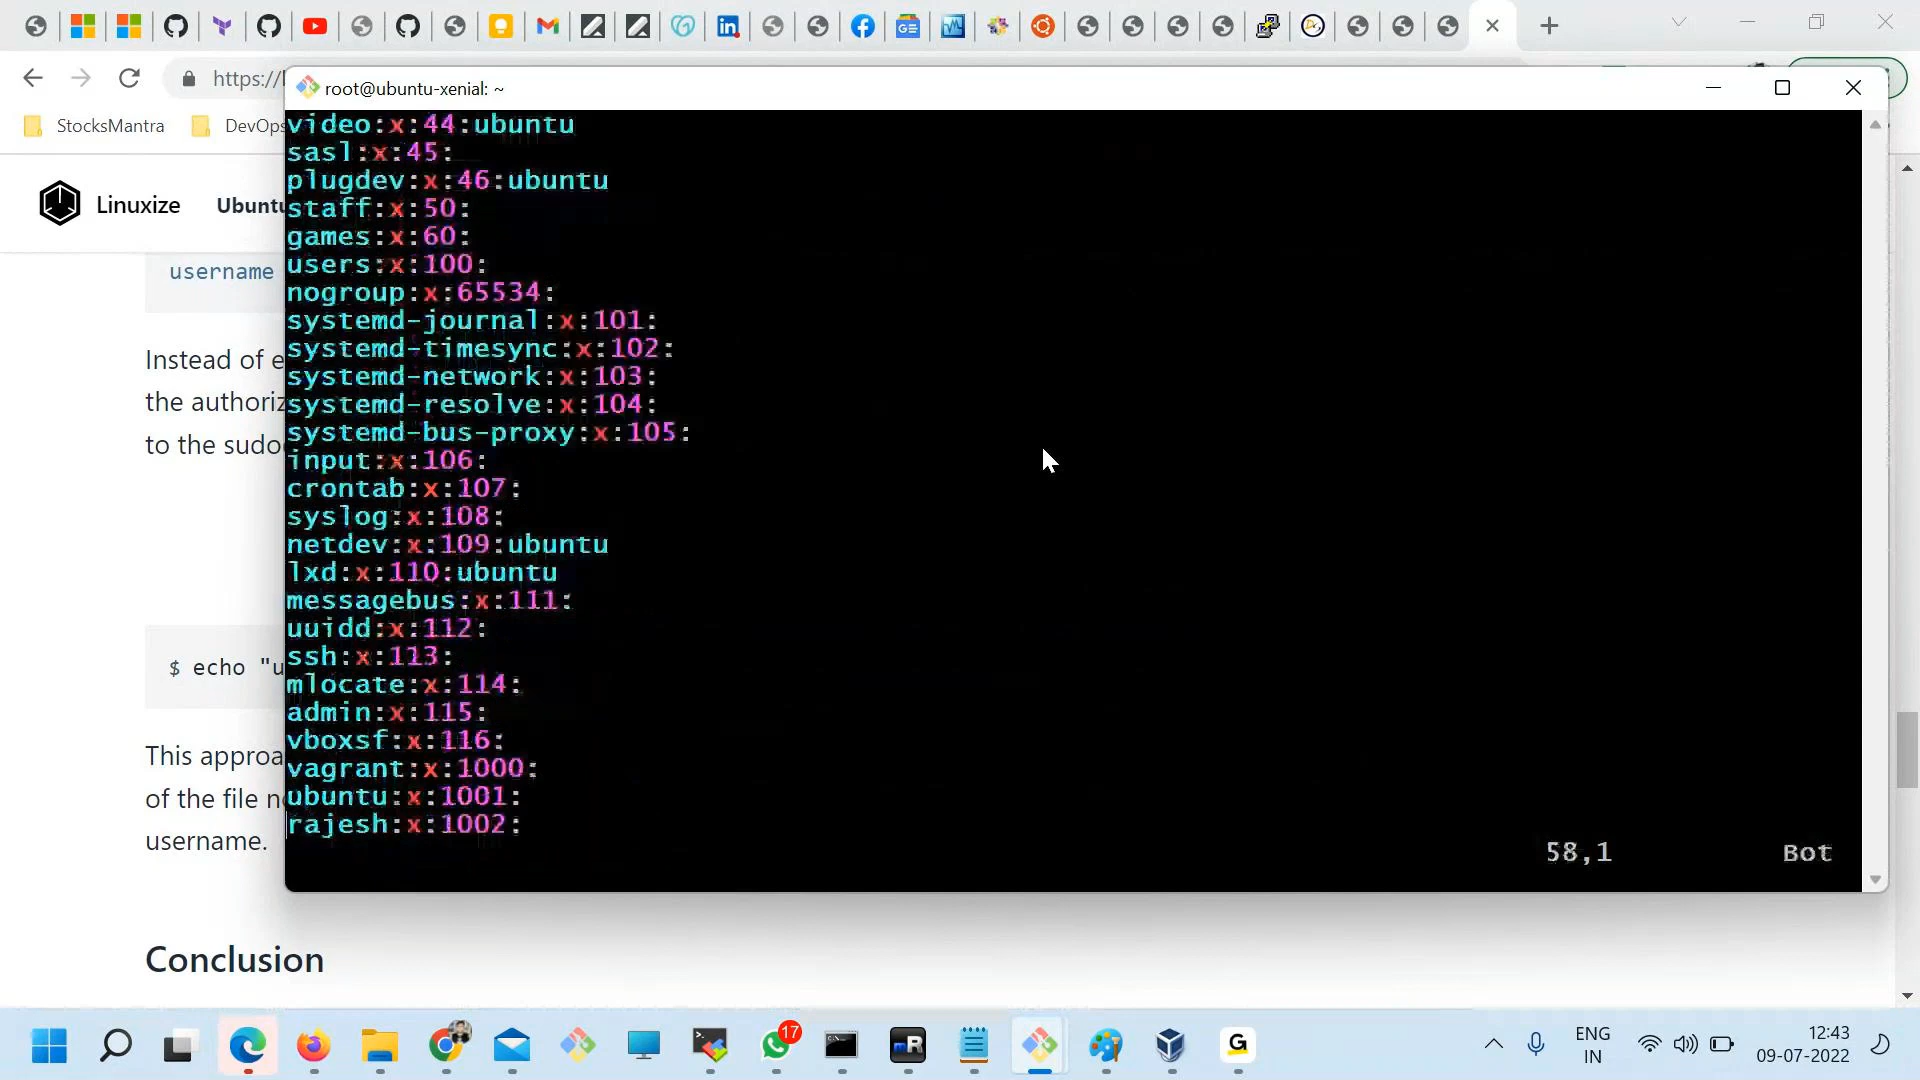 https://
root@ubuntu-xenial: ~
StocksMantra
DevOps
Linuxize
Ubuntu
username
Instead of e
the authoriz
to the sudo
$ echo "u
This approa
of the file n
username.
Conclusion
video:x:44:ubuntu
sasl:x:45:
plugdev:x:46:ubuntu
staff:x:50:
games:x:60:
users:x:100:
nogroup:x:65534:
systemd-journal:x:101:
systemd-timesync:x:102:
systemd-network:x:103:
systemd-resolve:x:104:
systemd-bus-proxy:x:105:
input:x:106:
crontab:x:107:
syslog:x:108:
netdev:x:109:ubuntu
lxd:x:110:ubuntu
messagebus:x:111:
uuidd:x:112:
ssh:x:113:
mlocate:x:114:
admin:x:115:
vboxsf:x:116:
vagrant:x:1000:
ubuntu:x:1001:
rajesh:x:1002:
58,1 Bot
17
ENG
IN
12:43
09-07-2022